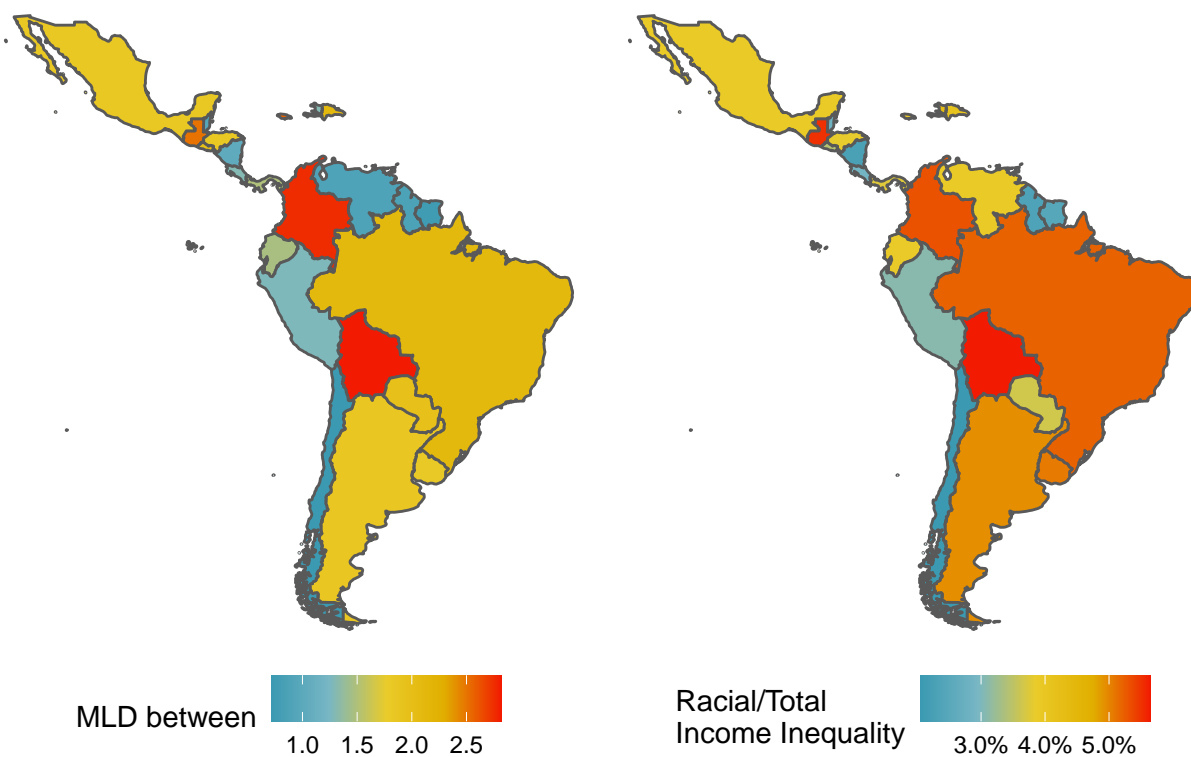 MLD between
1.0 1.5 2.0 2.5
Racial/Total
Income Inequality
3.0% 4.0% 5.0%